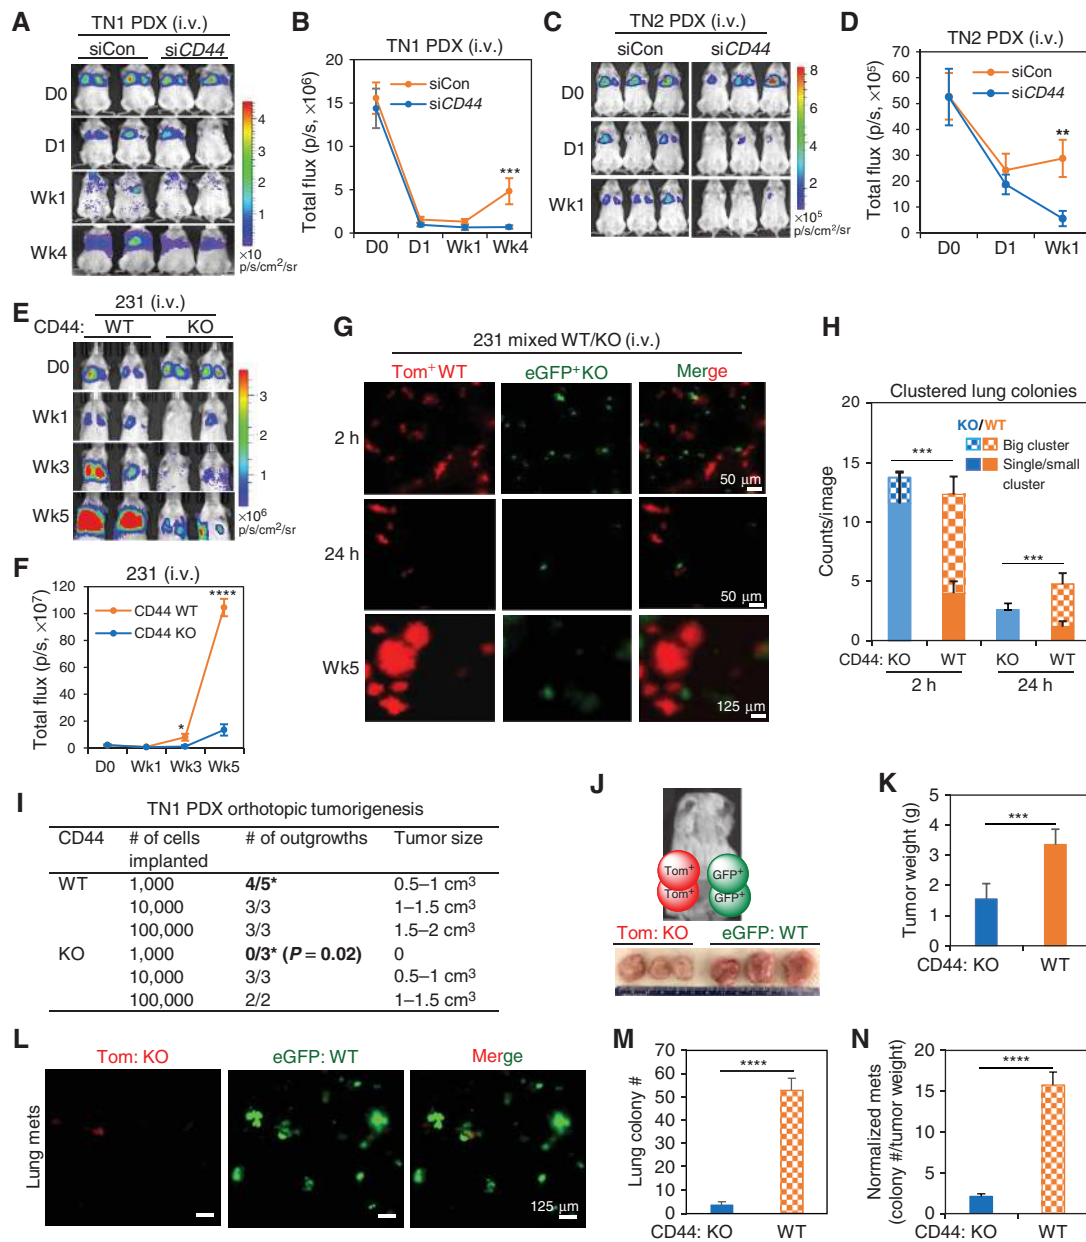 A
TN1 PDX (i.v.)
siCon
siCD44
D0
D1
Wk1
Wk4
4
3
2
1
×10
p/s/cm²/sr
B
TN1 PDX (i.v.)
Total flux (p/s, ×10⁶)
20
15
10
5
0
siCon
siCD44
***
D0 D1 Wk1 Wk4
C
TN2 PDX (i.v.)
siCon
siCD44
D0
D1
Wk1
8
6
4
2
×10⁵
p/s/cm²/sr
D
TN2 PDX (i.v.)
Total flux (p/s, ×10⁵)
70
60
50
40
30
20
10
0
siCon
siCD44
**
D0 D1 Wk1
E
231 (i.v.)
CD44: WT KO
D0
Wk1
Wk3
Wk5
3
2
1
×10⁶
p/s/cm²/sr
F
231 (i.v.)
Total flux (p/s, ×10⁷)
120
100
80
60
40
20
0
CD44 WT
CD44 KO
*
****
D0 Wk1 Wk3 Wk5
G
231 mixed WT/KO (i.v.)
Tom⁺ WT
eGFP⁺ KO
Merge
2 h
50 μm
24 h
50 μm
Wk5
125 μm
H
Clustered lung colonies
Counts/image
20
15
10
5
0
KO/WT
Big cluster
Single/small
cluster
***
***
CD44: KO WT KO WT
2 h 24 h
I
TN1 PDX orthotopic tumorigenesis
CD44 # of cells implanted # of outgrowths Tumor size
WT 1,000 4/5* 0.5–1 cm³
10,000 3/3 1–1.5 cm³
100,000 3/3 1.5–2 cm³
KO 1,000 0/3* (P = 0.02) 0
10,000 3/3 0.5–1 cm³
100,000 2/2 1–1.5 cm³
J
Tom⁺
GFP⁺
Tom⁺
GFP⁺
Tom: KO
eGFP: WT
K
Tumor weight (g)
5
4
3
2
1
0
***
CD44: KO WT
L
Tom: KO
eGFP: WT
Merge
Lung mets
125 μm
M
Lung colony #
70
60
50
40
30
20
10
0
****
CD44: KO WT
N
Normalized mets
(colony #/tumor weight)
20
15
10
5
0
****
CD44: KO WT